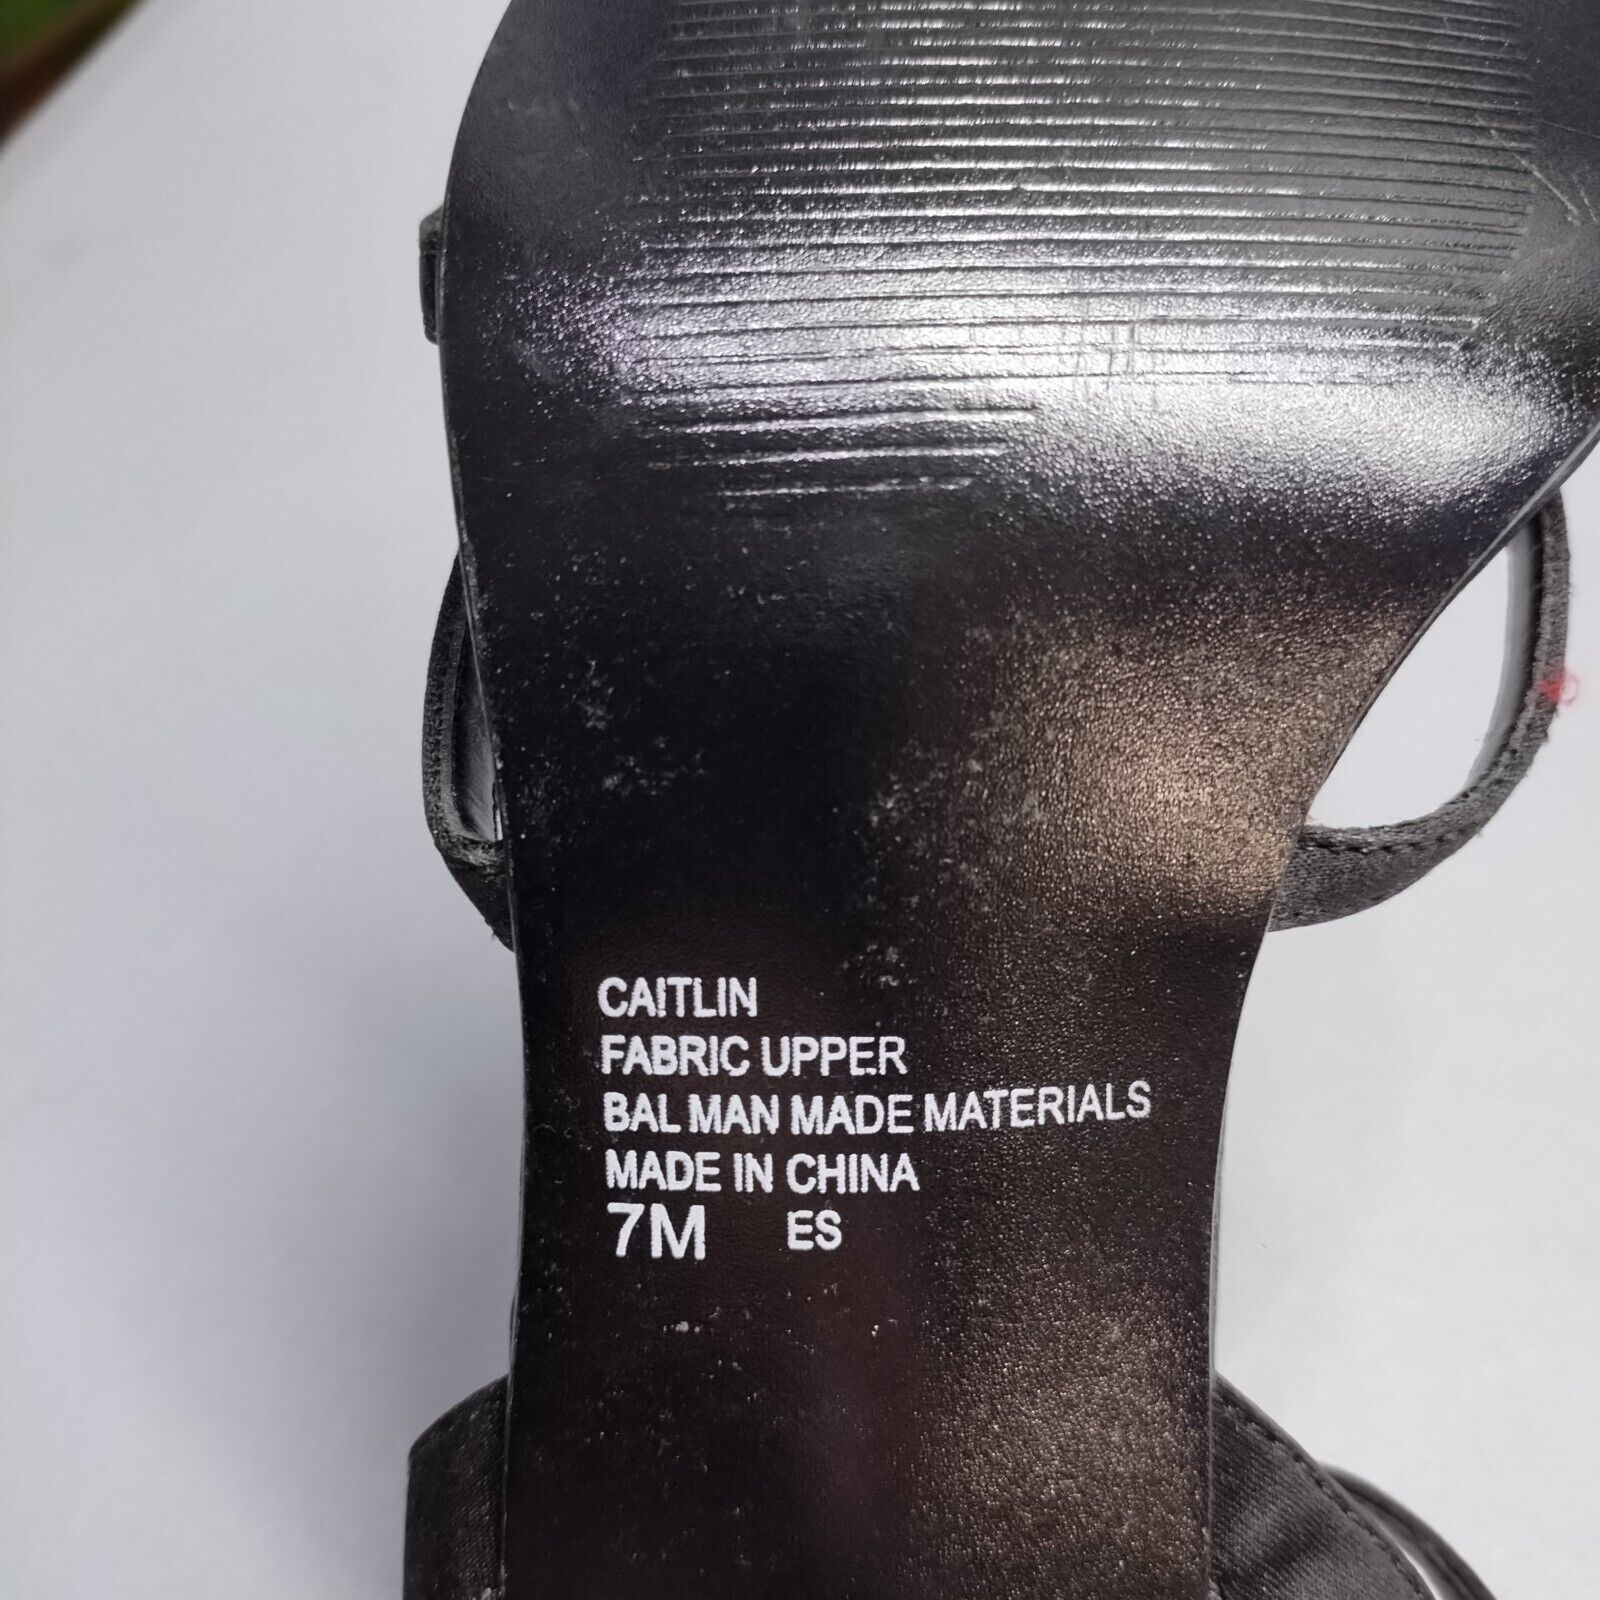 CAITLIN
FABRIC UPPER
BAL MAN MADE MATERIALS
MADE IN CHINA
7M ES